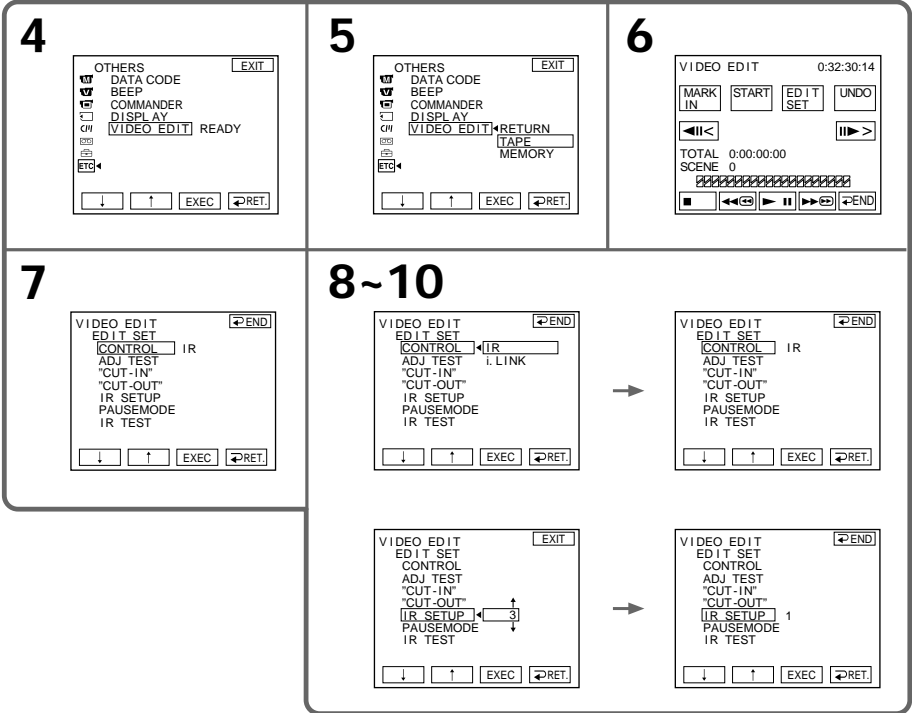 4
OTHERS EXIT
DATA CODE
BEEP
COMMANDER
DISPLAY
VIDEO EDIT READY
ETC
↓ ↑ EXEC RET.
5
OTHERS EXIT
DATA CODE
BEEP
COMMANDER
DISPLAY
VIDEO EDIT RETURN
TAPE
MEMORY
ETC
↓ ↑ EXEC RET.
6
VIDEO EDIT 0:32:30:14
MARK IN START EDIT SET UNDO
TOTAL 0:00:00:00
SCENE 0
END
7
VIDEO EDIT END
EDIT SET
CONTROL IR
ADJ TEST
"CUT-IN"
"CUT-OUT"
IR SETUP
PAUSEMODE
IR TEST
↓ ↑ EXEC RET.
8~10
VIDEO EDIT END
EDIT SET
CONTROL IR
ADJ TEST i.LINK
"CUT-IN"
"CUT-OUT"
IR SETUP
PAUSEMODE
IR TEST
↓ ↑ EXEC RET.
VIDEO EDIT END
EDIT SET
CONTROL IR
ADJ TEST
"CUT-IN"
"CUT-OUT"
IR SETUP
PAUSEMODE
IR TEST
↓ ↑ EXEC RET.
VIDEO EDIT EXIT
EDIT SET
CONTROL
ADJ TEST
"CUT-IN"
"CUT-OUT"
IR SETUP 3
PAUSEMODE
IR TEST
↓ ↑ EXEC RET.
VIDEO EDIT END
EDIT SET
CONTROL
ADJ TEST
"CUT-IN"
"CUT-OUT"
IR SETUP 1
PAUSEMODE
IR TEST
↓ ↑ EXEC RET.